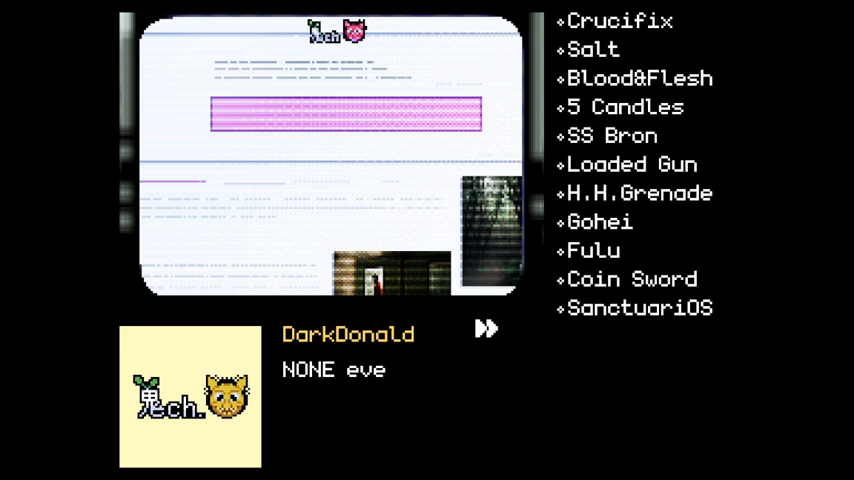 鬼ch
◇Crucifix
◇Salt
◇Blood&Flesh
◇5 Candles
◇SS Bron
◇Loaded Gun
◇H.H.Grenade
◇Gohei
◇Fulu
◇Coin Sword
◇SanctuariOS
DarkDonald
NONE eve
鬼ch.